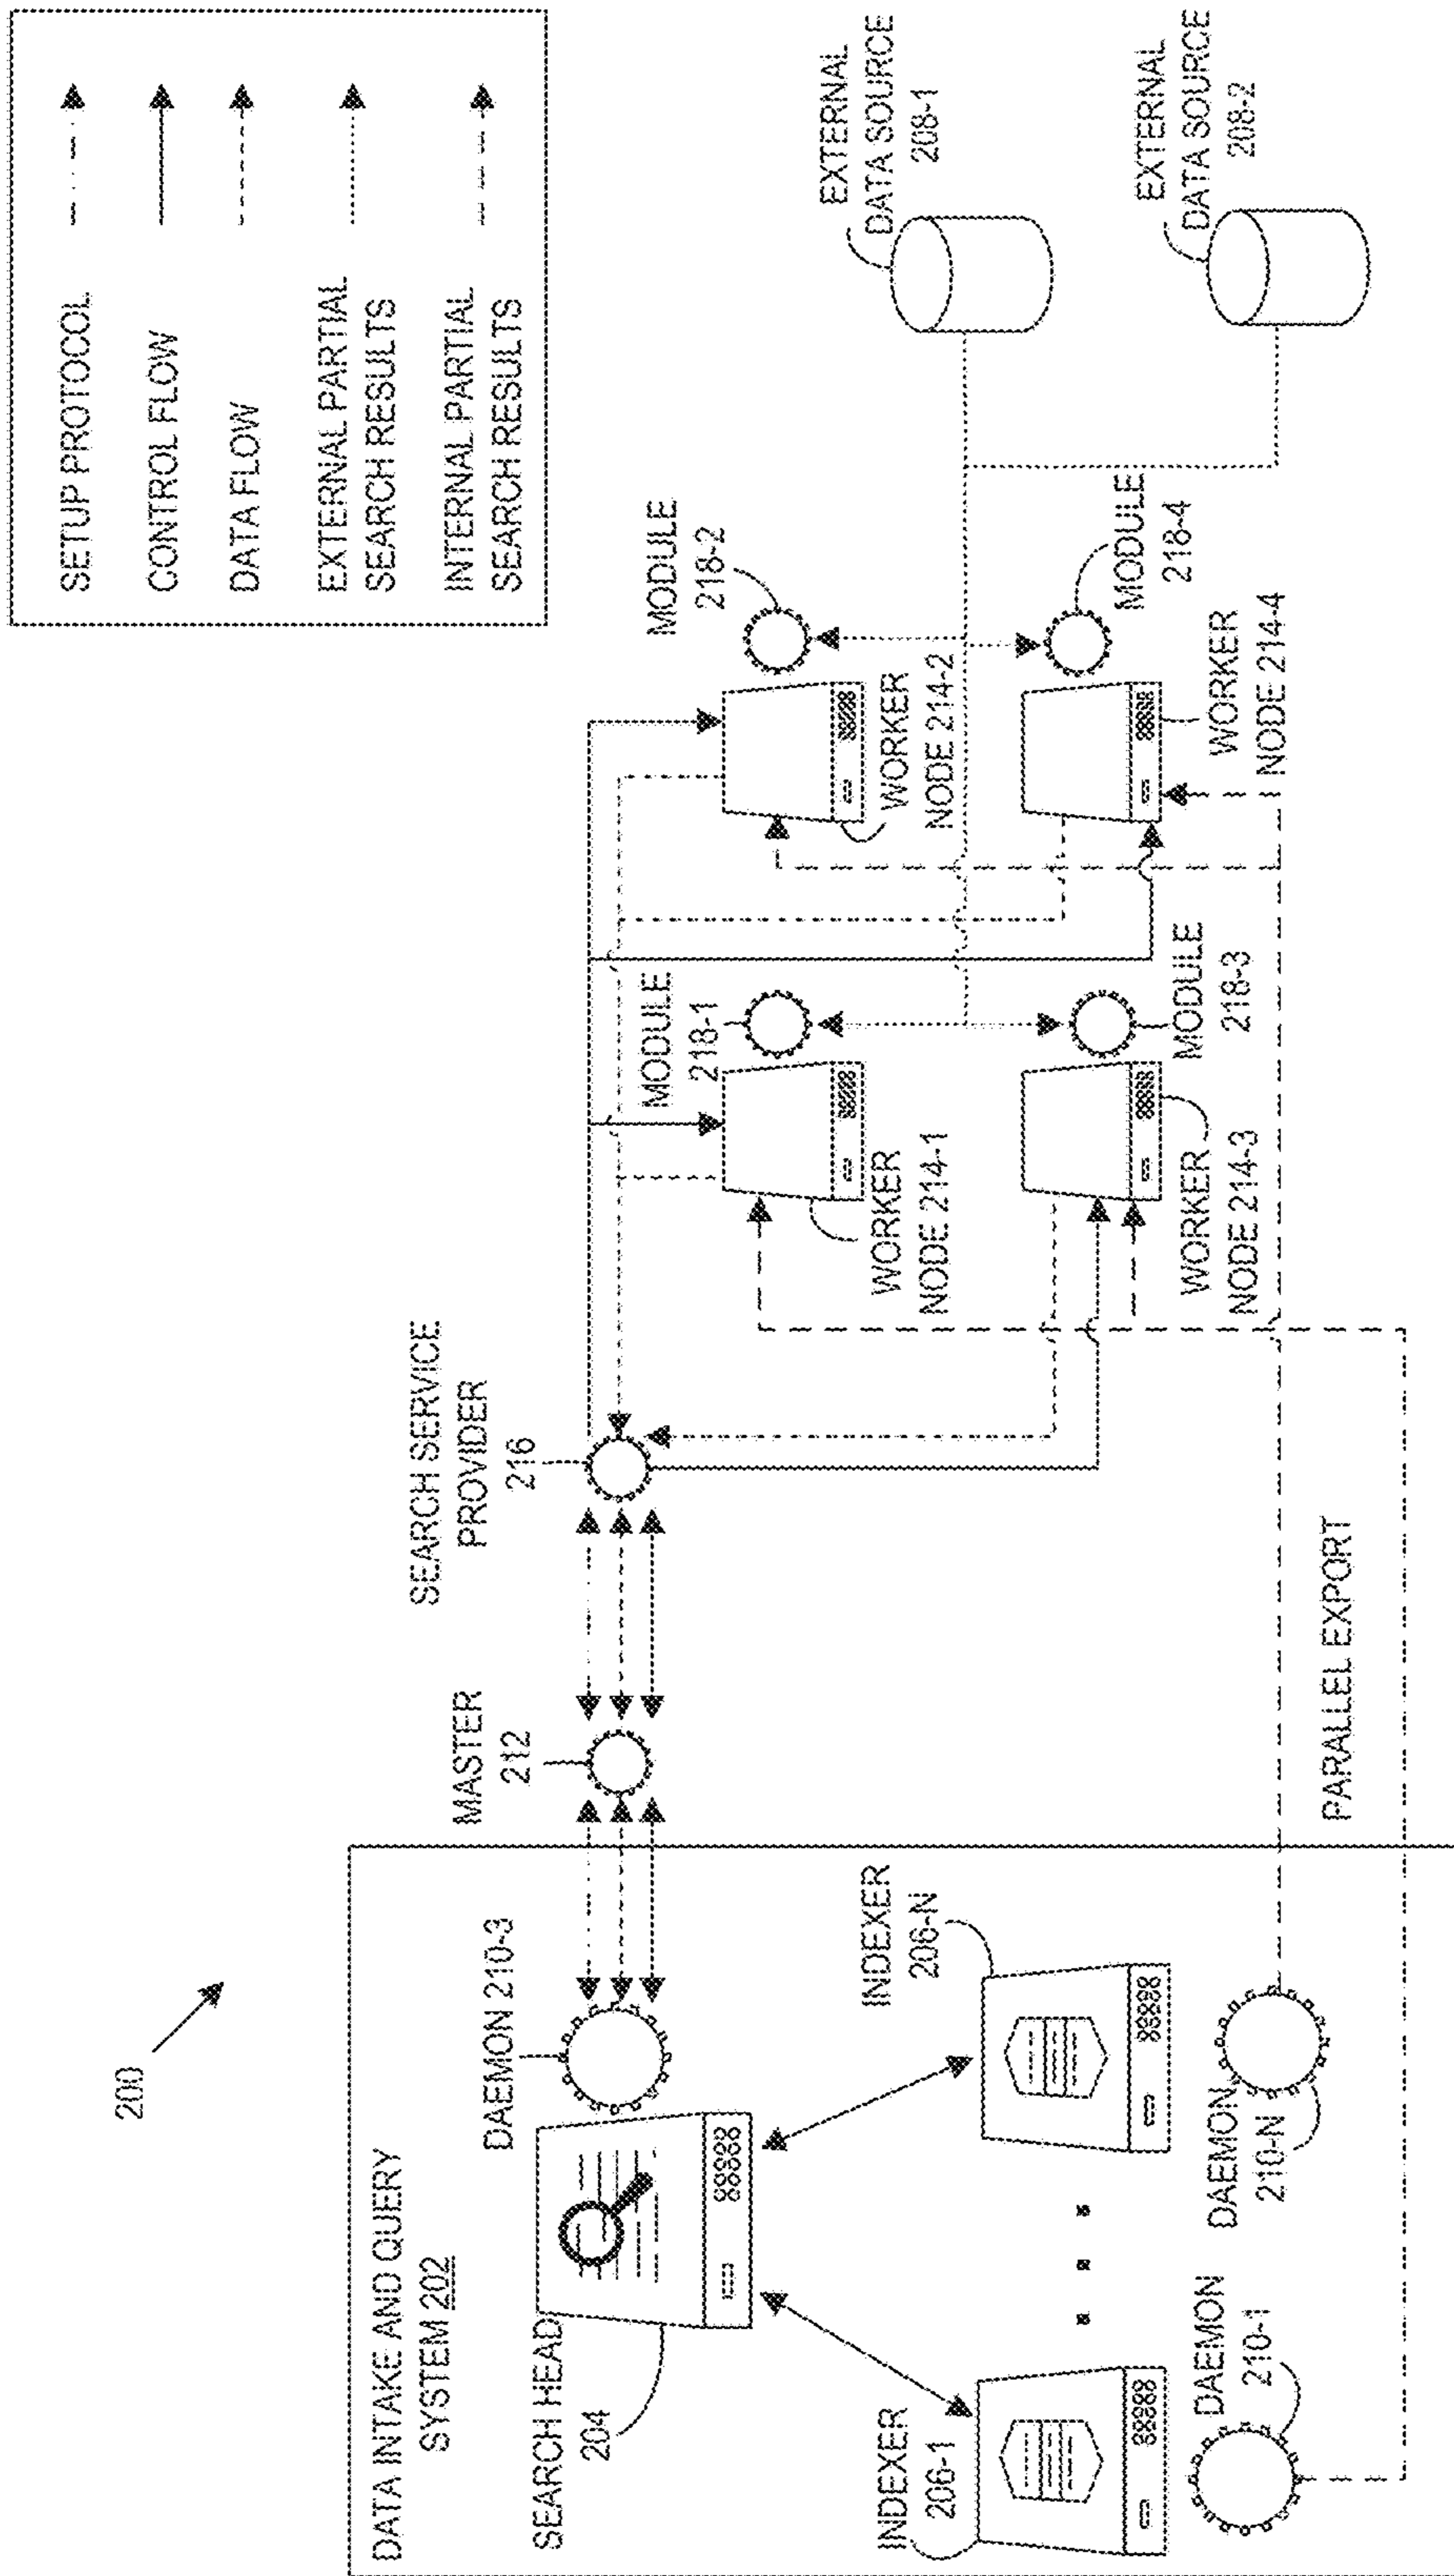 200
DATA INTAKE AND QUERY
SYSTEM 202
SEARCH HEAD
204
DAEMON 210-3
INDEXER
206-1
INDEXER
206-N
DAEMON
210-1
DAEMON
210-N
MASTER
212
SEARCH SERVICE
PROVIDER
216
PARALLEL EXPORT
MODULE
218-1
WORKER
NODE 214-1
MODULE
218-2
WORKER
NODE 214-2
MODULE
218-3
WORKER
NODE 214-3
MODULE
218-4
WORKER
NODE 214-4
EXTERNAL
DATA SOURCE
208-1
EXTERNAL
DATA SOURCE
208-2
SETUP PROTOCOL
CONTROL FLOW
DATA FLOW
EXTERNAL PARTIAL
SEARCH RESULTS
INTERNAL PARTIAL
SEARCH RESULTS